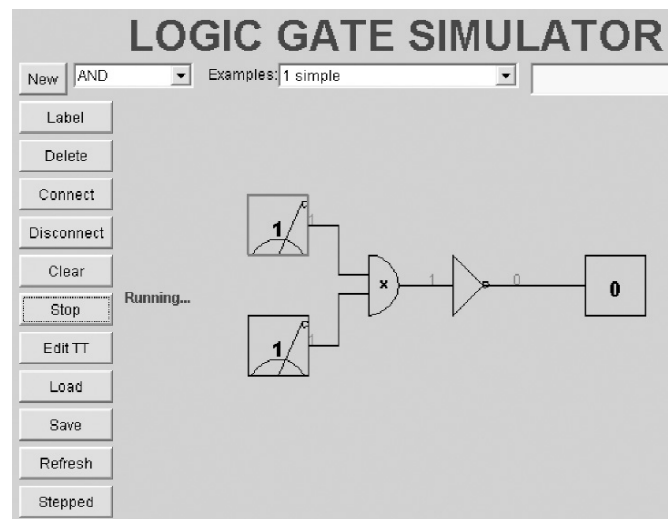 LOGIC GATE SIMULATOR
New AND Examples: 1 simple
Label
Delete
Connect
Disconnect
Clear
Stop
Running...
Edit TT
Load
Save
Refresh
Stepped
1 1
x 1 0 0
1 1